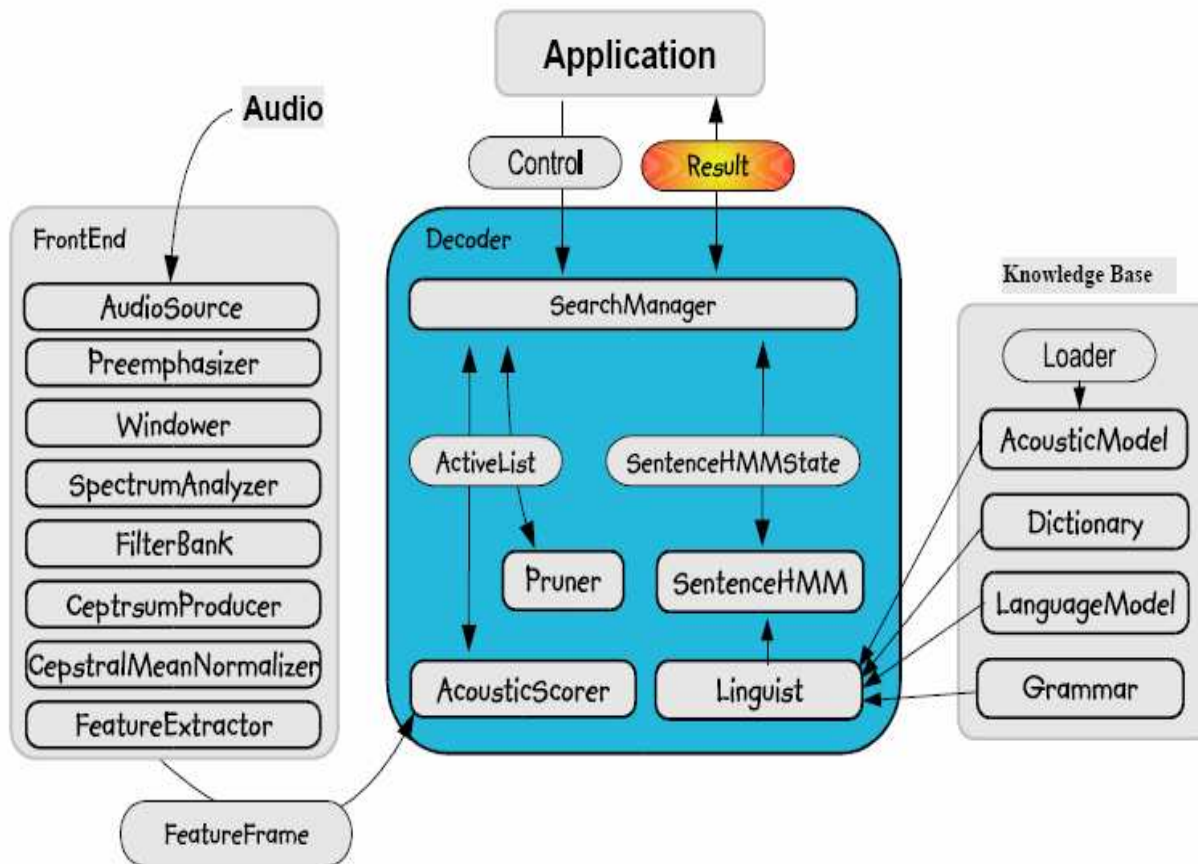 Application
Audio
Control
Result
FrontEnd
AudioSource
Preemphasizer
Windower
SpectrumAnalyzer
FilterBank
CeptrsumProducer
CepstralMeanNormalizer
FeatureExtractor
FeatureFrame
Decoder
SearchManager
ActiveList
SentenceHMMState
Pruner
SentenceHMM
AcousticScorer
Linguist
Knowledge Base
Loader
AcousticModel
Dictionary
LanguageModel
Grammar